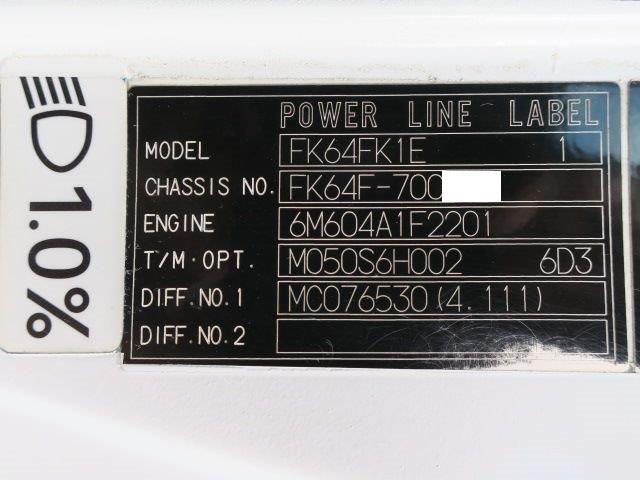 POWER LINE LABEL
MODEL FK64FK1E 1
CHASSIS NO. FK64F-700
ENGINE 6M604A1F2201
T/M·OPT. M050S6H002 6D3
DIFF.NO.1 MC076530(4.111)
DIFF.NO.2
1.0%